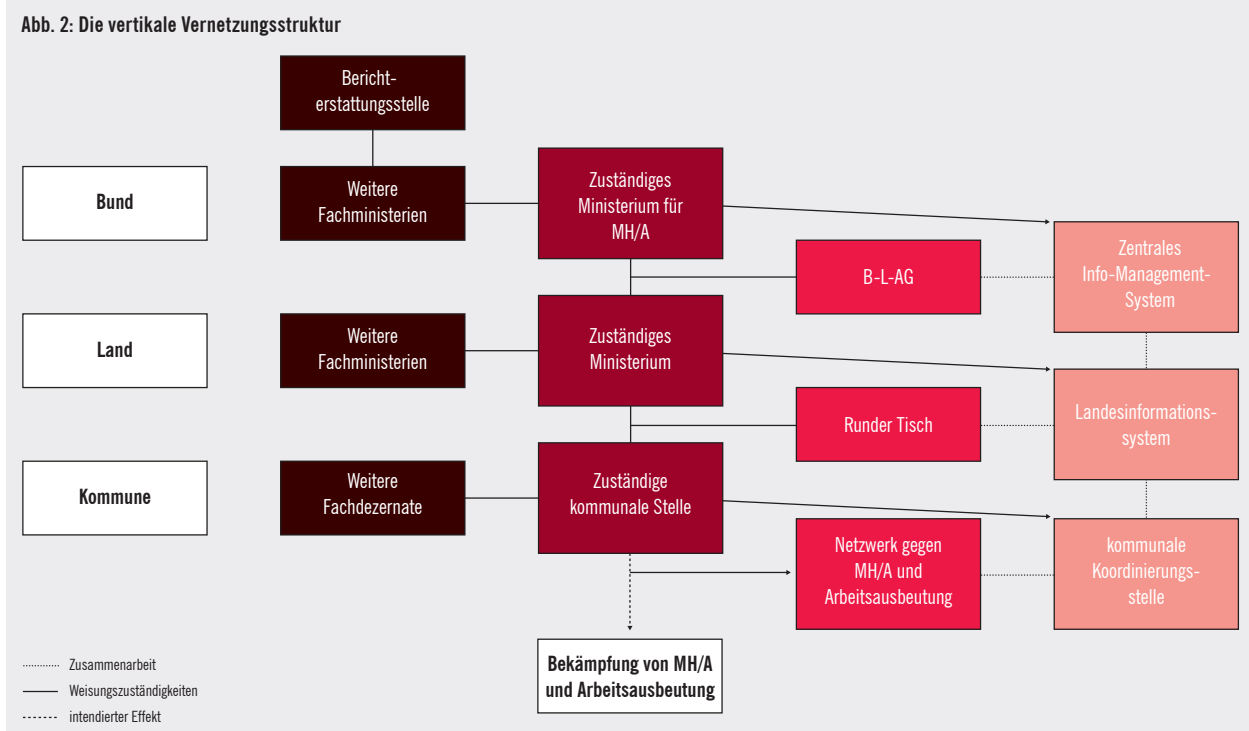 Abb. 2: Die vertikale Vernetzungsstruktur
Bericht-
erstattungsstelle
Bund
Weitere
Fachministerien
Zuständiges
Ministerium für
MH/A
B-L-AG
Zentrales
Info-Management-
System
Land
Weitere
Fachministerien
Zuständiges
Ministerium
Runder Tisch
Landesinformations-
system
Kommune
Weitere
Fachdezernate
Zuständige
kommunale Stelle
Netzwerk gegen
MH/A und
Arbeitsausbeutung
kommunale
Koordinierungs-
stelle
Bekämpfung von MH/A
und Arbeitsausbeutung
Zusammenarbeit
Weisungszuständigkeiten
intendierter Effekt